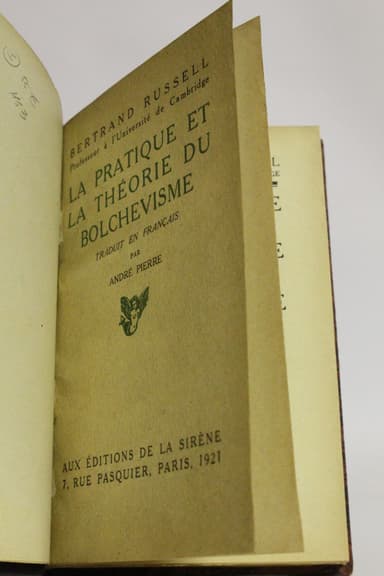 BERTRAND RUSSELL
Professeur à l'Université de Cambridge
LA PRATIQUE ET
LA THÉORIE DU
BOLCHEVISME
TRADUIT EN FRANÇAIS
PAR
ANDRÉ PIERRE
AUX ÉDITIONS DE LA SIRÈNE
7, RUE PASQUIER, PARIS, 1921
L
GE
E
E
E